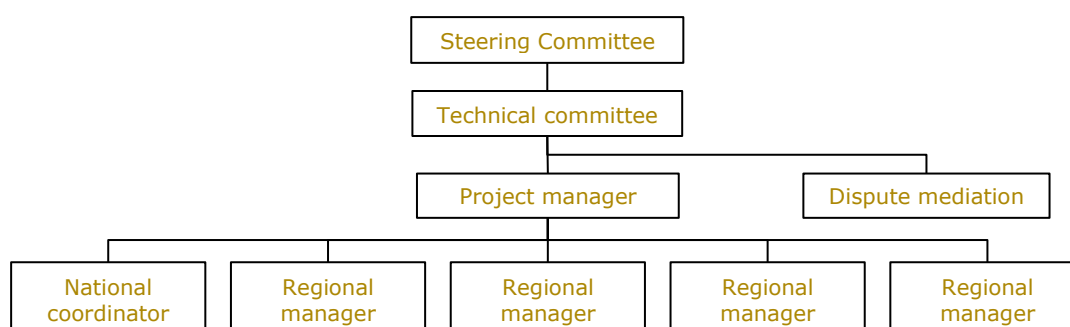 Steering Committee
Technical committee
Project manager
Dispute mediation
National
coordinator
Regional
manager
Regional
manager
Regional
manager
Regional
manager